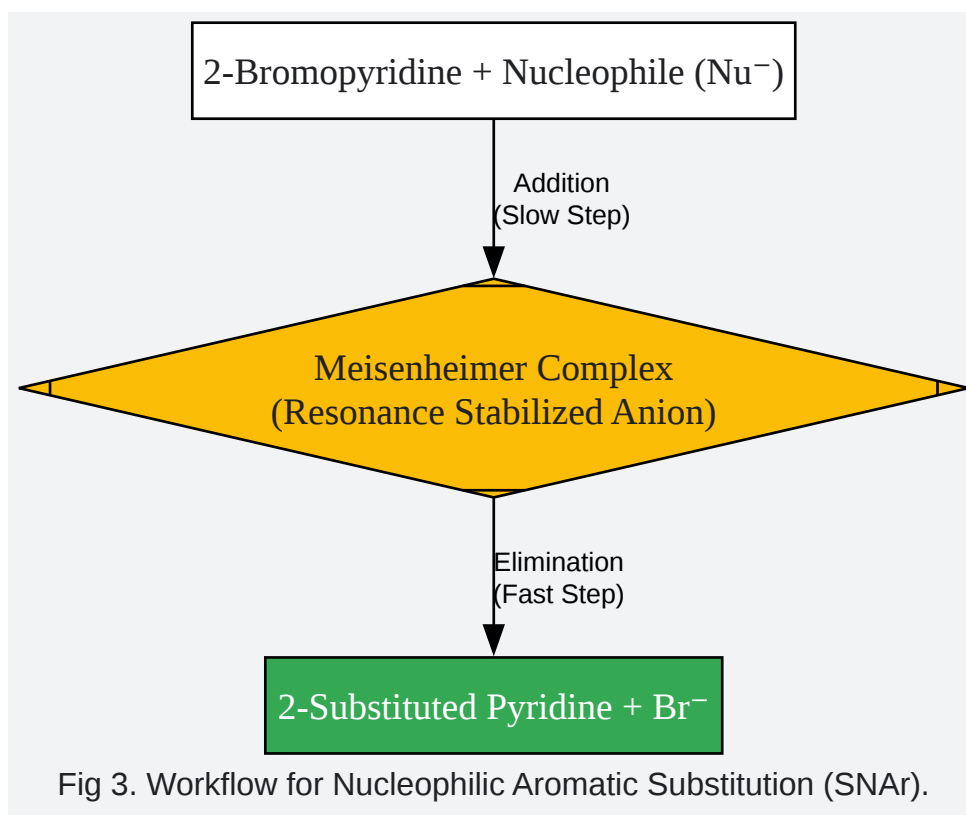 2-Bromopyridine + Nucleophile (Nu⁻)
Addition
(Slow Step)
Meisenheimer Complex
(Resonance Stabilized Anion)
Elimination
(Fast Step)
2-Substituted Pyridine + Br⁻
Fig 3. Workflow for Nucleophilic Aromatic Substitution (SNAr).